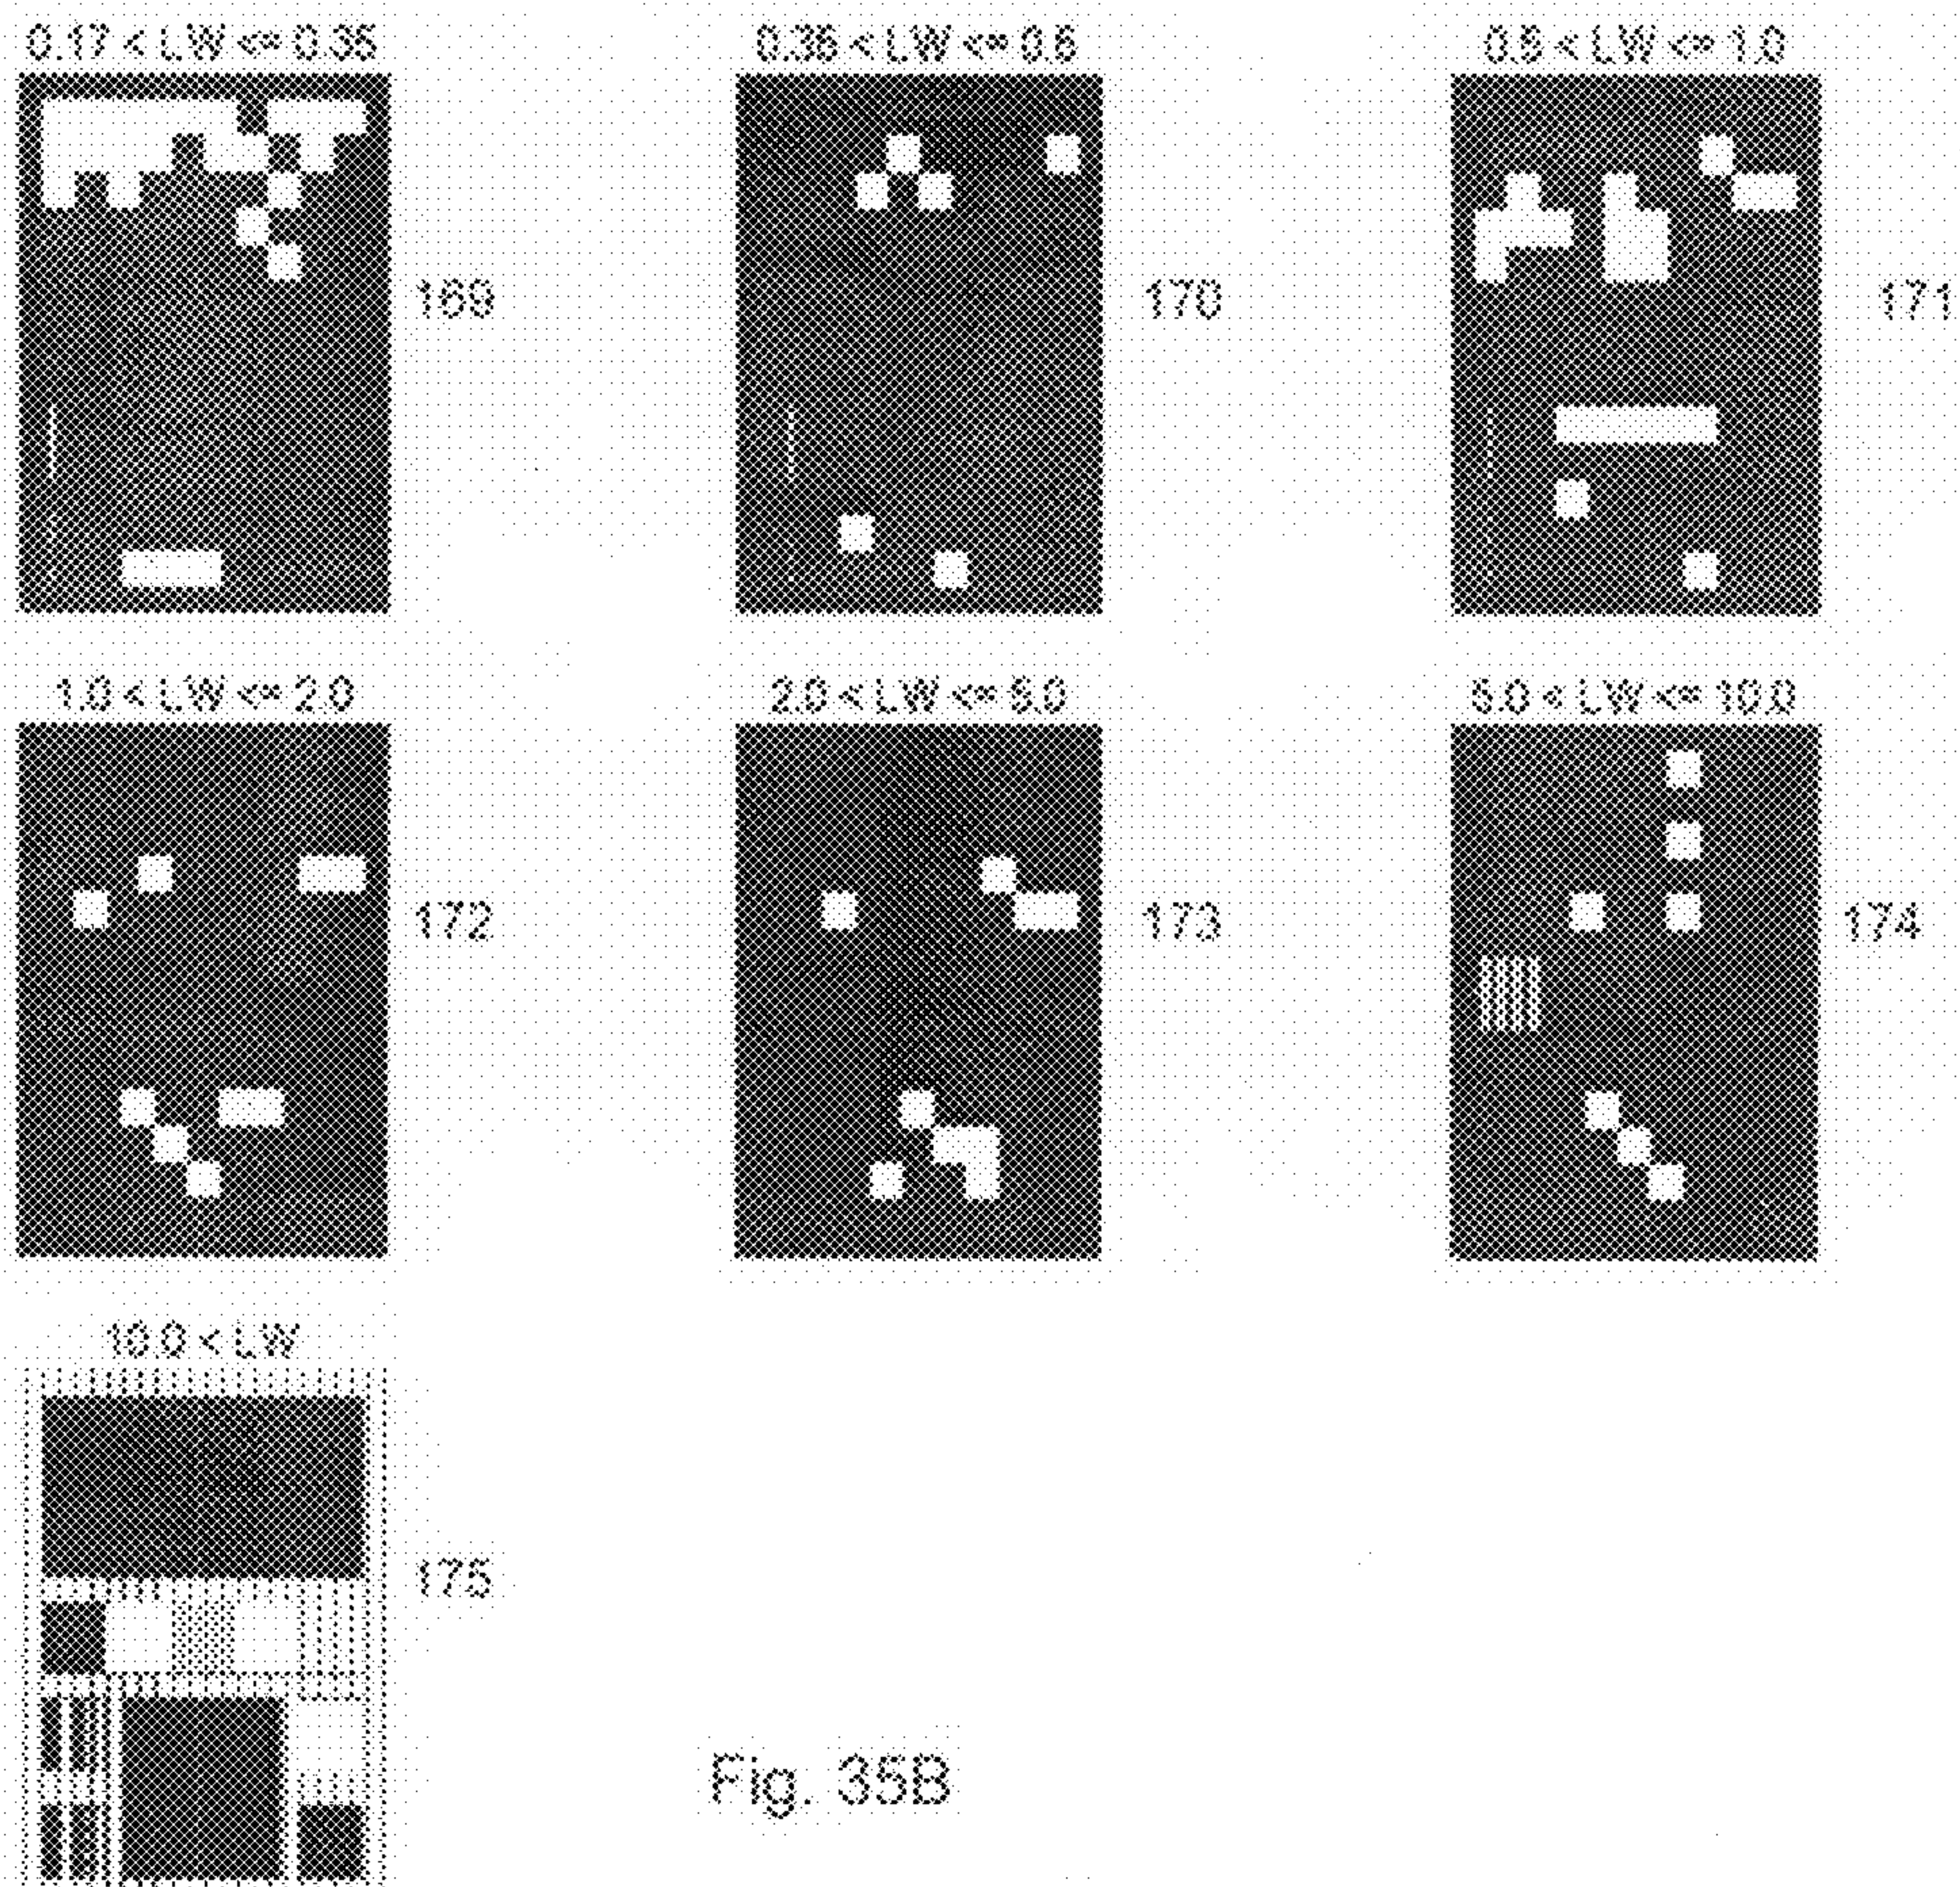 0.17 < LW <= 0.35
0.35 < LW <= 0.5
0.5 < LW <= 1.0
169
170
171
1.0 < LW <= 2.0
2.0 < LW <= 5.0
5.0 < LW <= 10.0
172
173
174
10.0 < LW
175
Fig. 35B